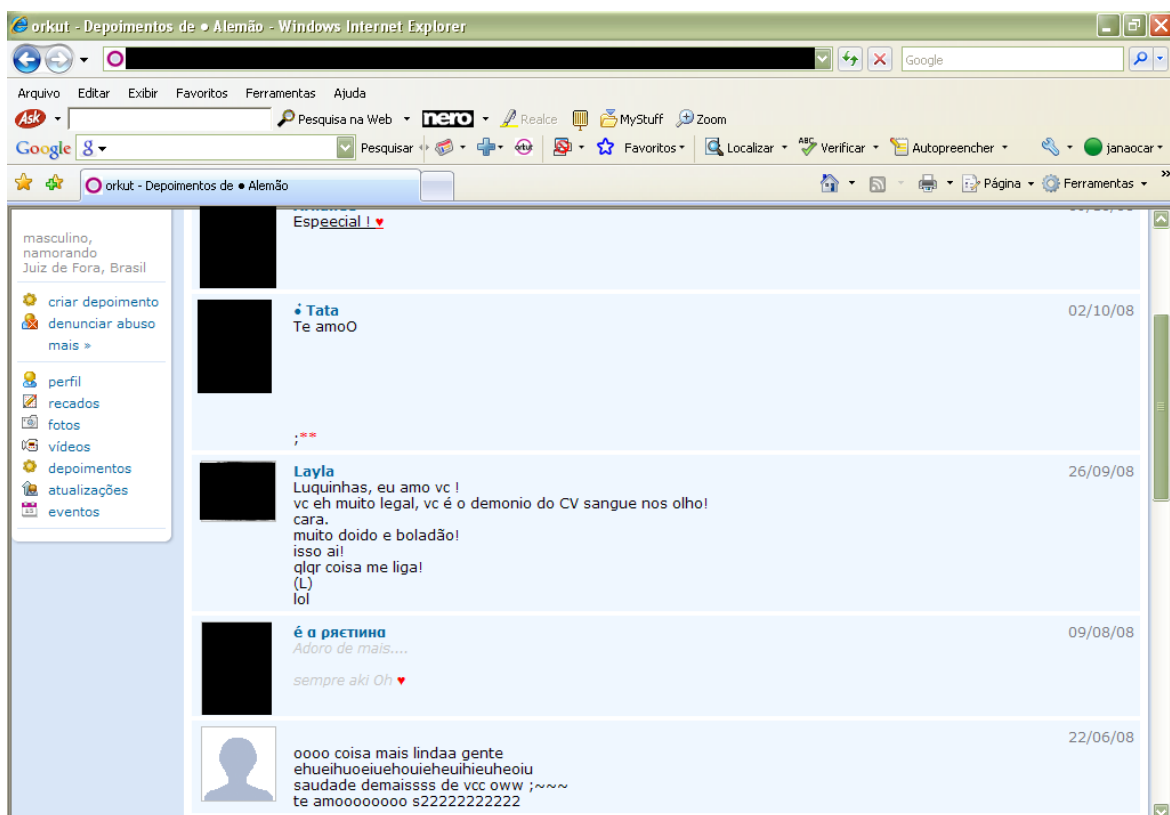 orkut - Depoimentos de • Alemão - Windows Internet Explorer
Google
Arquivo Editar Exibir Favoritos Ferramentas Ajuda
Ask Pesquisa na Web nero Realce MyStuff Zoom
Google Pesquisar Favoritos Localizar Verificar Autopreencher janaocar
orkut - Depoimentos de • Alemão Página Ferramentas »
masculino,
namorando
Juiz de Fora, Brasil
criar depoimento
denunciar abuso
mais »
perfil
recados
fotos
vídeos
depoimentos
atualizações
eventos
Espeecial ! ♥
Tata 02/10/08
Te amoO
;**
Layla 26/09/08
Luquinhas, eu amo vc !
vc eh muito legal, vc é o demonio do CV sangue nos olho!
cara.
muito doido e boladão!
isso ai!
qlqr coisa me liga!
(L)
lol
é α ρяєтιинα 09/08/08
Adoro de mais....
sempre aki Oh ♥
22/06/08
oooo coisa mais lindaa gente
ehueihuoeiuehouieheuihieuheoiu
saudade demaissss de vcc oww ;~~~
te amoooooooo s22222222222